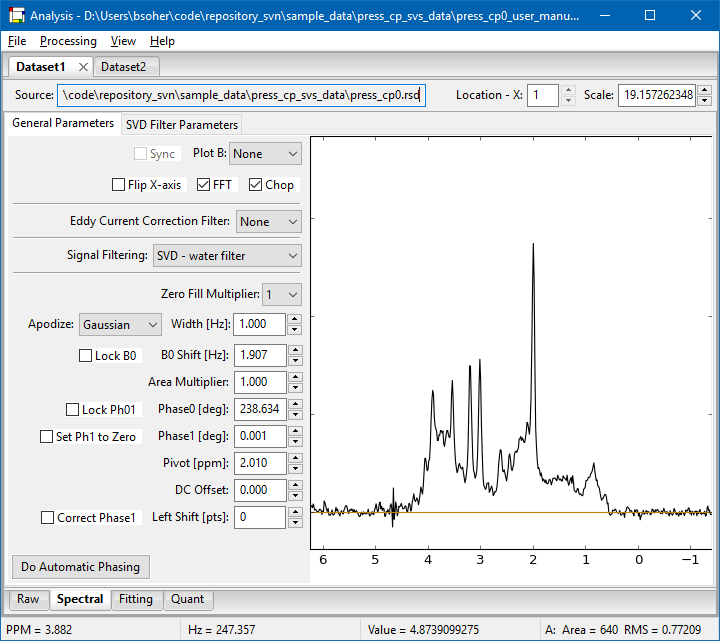 Analysis - D:\Users\bsoher\code\repository_svn\sample_data\press_cp_svs_data\press_cp0_user_manu...
File Processing View Help
Dataset1 Dataset2
Source: \code\repository_svn\sample_data\press_cp_svs_data\press_cp0.rsd Location - X: 1 Scale: 19.157262348
General Parameters SVD Filter Parameters
Sync Plot B: None
Flip X-axis FFT Chop
Eddy Current Correction Filter: None
Signal Filtering: SVD - water filter
Zero Fill Multiplier: 1
Apodize: Gaussian Width [Hz]: 1.000
Lock B0 B0 Shift [Hz]: 1.907
Area Multiplier: 1.000
Lock Ph01 Phase0 [deg]: 238.634
Set Ph1 to Zero Phase1 [deg]: 0.001
Pivot [ppm]: 2.010
DC Offset: 0.000
Correct Phase1 Left Shift [pts]: 0
6 5 4 3 2 1 0 −1
Do Automatic Phasing
Raw Spectral Fitting Quant
PPM = 3.882 Hz = 247.357 Value = 4.8739099275 A: Area = 640 RMS = 0.77209